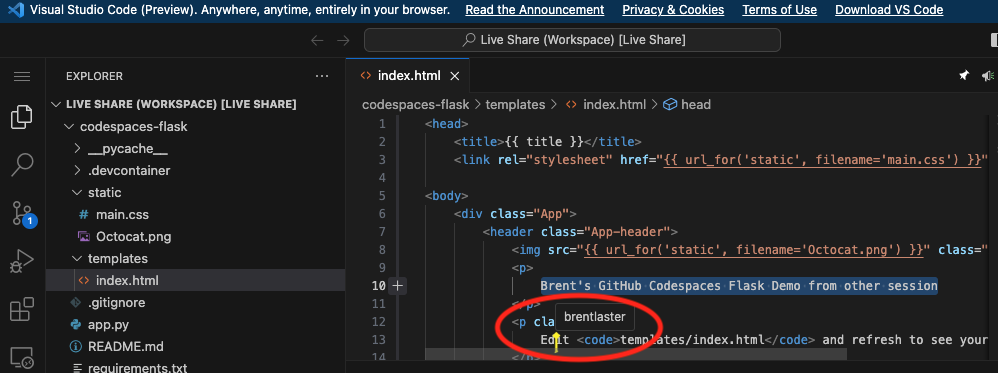 Visual Studio Code (Preview). Anywhere, anytime, entirely in your browser. Read the Announcement Privacy & Cookies Terms of Use Download VS Code
Live Share (Workspace) [Live Share]
EXPLORER
LIVE SHARE (WORKSPACE) [LIVE SHARE]
codespaces-flask
__pycache__
.devcontainer
static
main.css
Octocat.png
templates
index.html
.gitignore
app.py
README.md
requirements.txt
1
index.html
codespaces-flask > templates > index.html > head
1 <head>
2 <title>{{ title }}</title>
3 <link rel="stylesheet" href="{{ url_for('static', filename='main.css') }}"
4
5 <body>
6 <div class="App">
7 <header class="App-header">
8 <img src="{{ url_for('static', filename='Octocat.png') }}" class="
9 <p>
10 Brent's GitHub Codespaces Flask Demo from other session
11 </p>
12 <p cla
brentlaster
13 Edit <code>templates/index.html</code> and refresh to see your
14 </p>